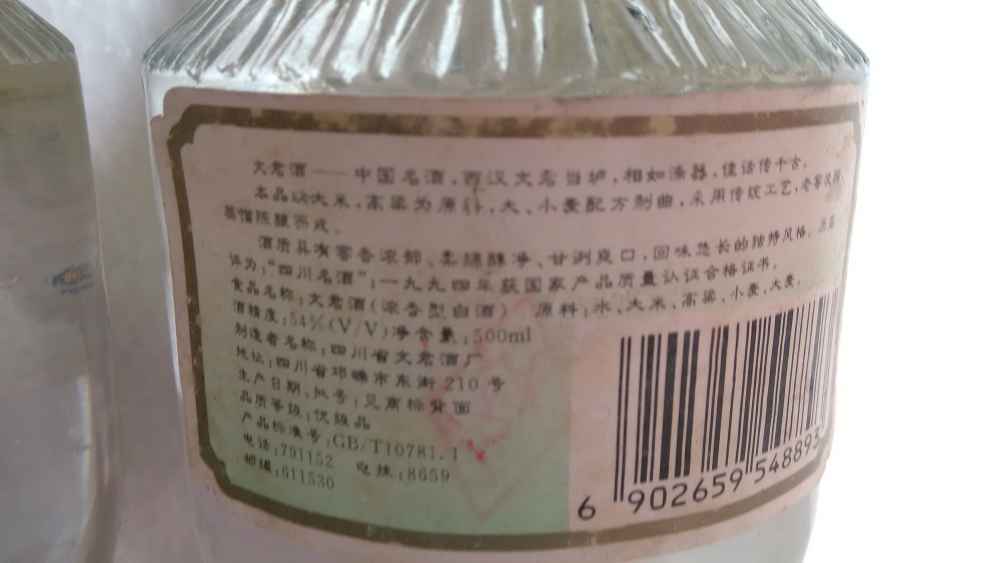 文君酒——中国名酒,西汉文君当垆,相如涤器,佳话传千古。
本品以大米,高粱为原料,大、小麦配方制曲,采用传统工艺,老窖发酵,
蒸馏陈酿而成。
酒质具有窖香浓郁、柔绵醇净、甘洌爽口,回味悠长的独特风格。
评为:“四川名酒”;一九九四年获国家产品质量认证合格证书。
食品名称:文君酒(浓香型白酒) 原料:水、大米、高粱、小麦、大麦。
酒精度:54%(V/V)净含量:500ml
制造者名称:四川省文君酒厂
地址:四川省邛崃市东街210号
生产日期、批号:见商标背面
品质等级:优级品
产品标准号:GB/T10781.1
电话:791152 电挂:8659
邮编:611530
6 902659 548893